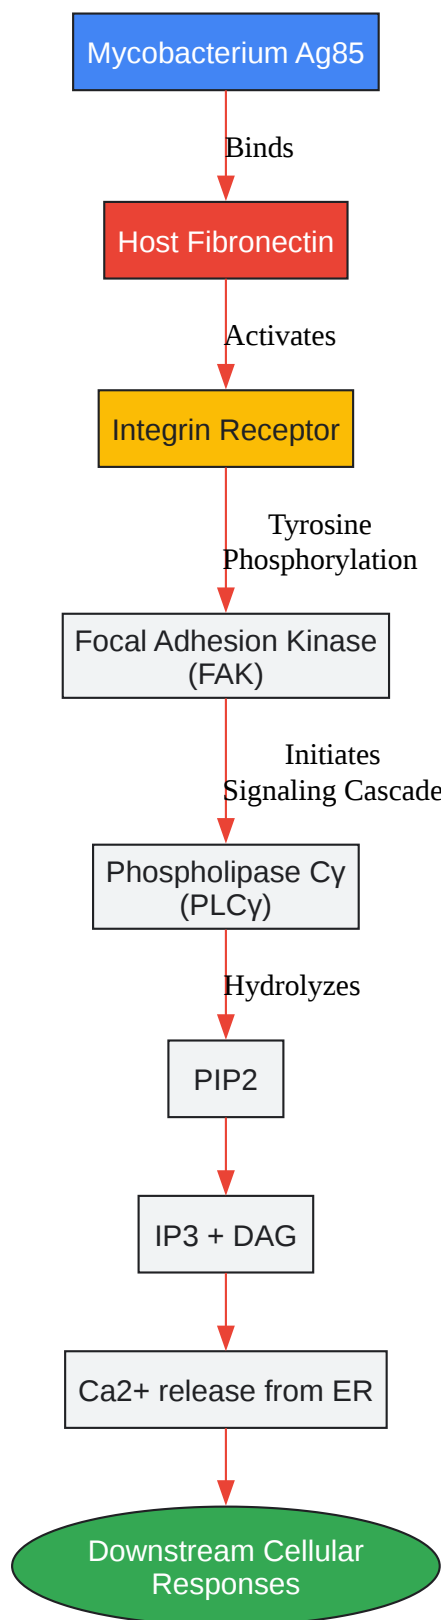 Mycobacterium Ag85
Binds
Host Fibronectin
Activates
Integrin Receptor
Tyrosine
Phosphorylation
Focal Adhesion Kinase
(FAK)
Initiates
Signaling Cascade
Phospholipase Cγ
(PLCγ)
Hydrolyzes
PIP2
IP3 + DAG
Ca2+ release from ER
Downstream Cellular
Responses